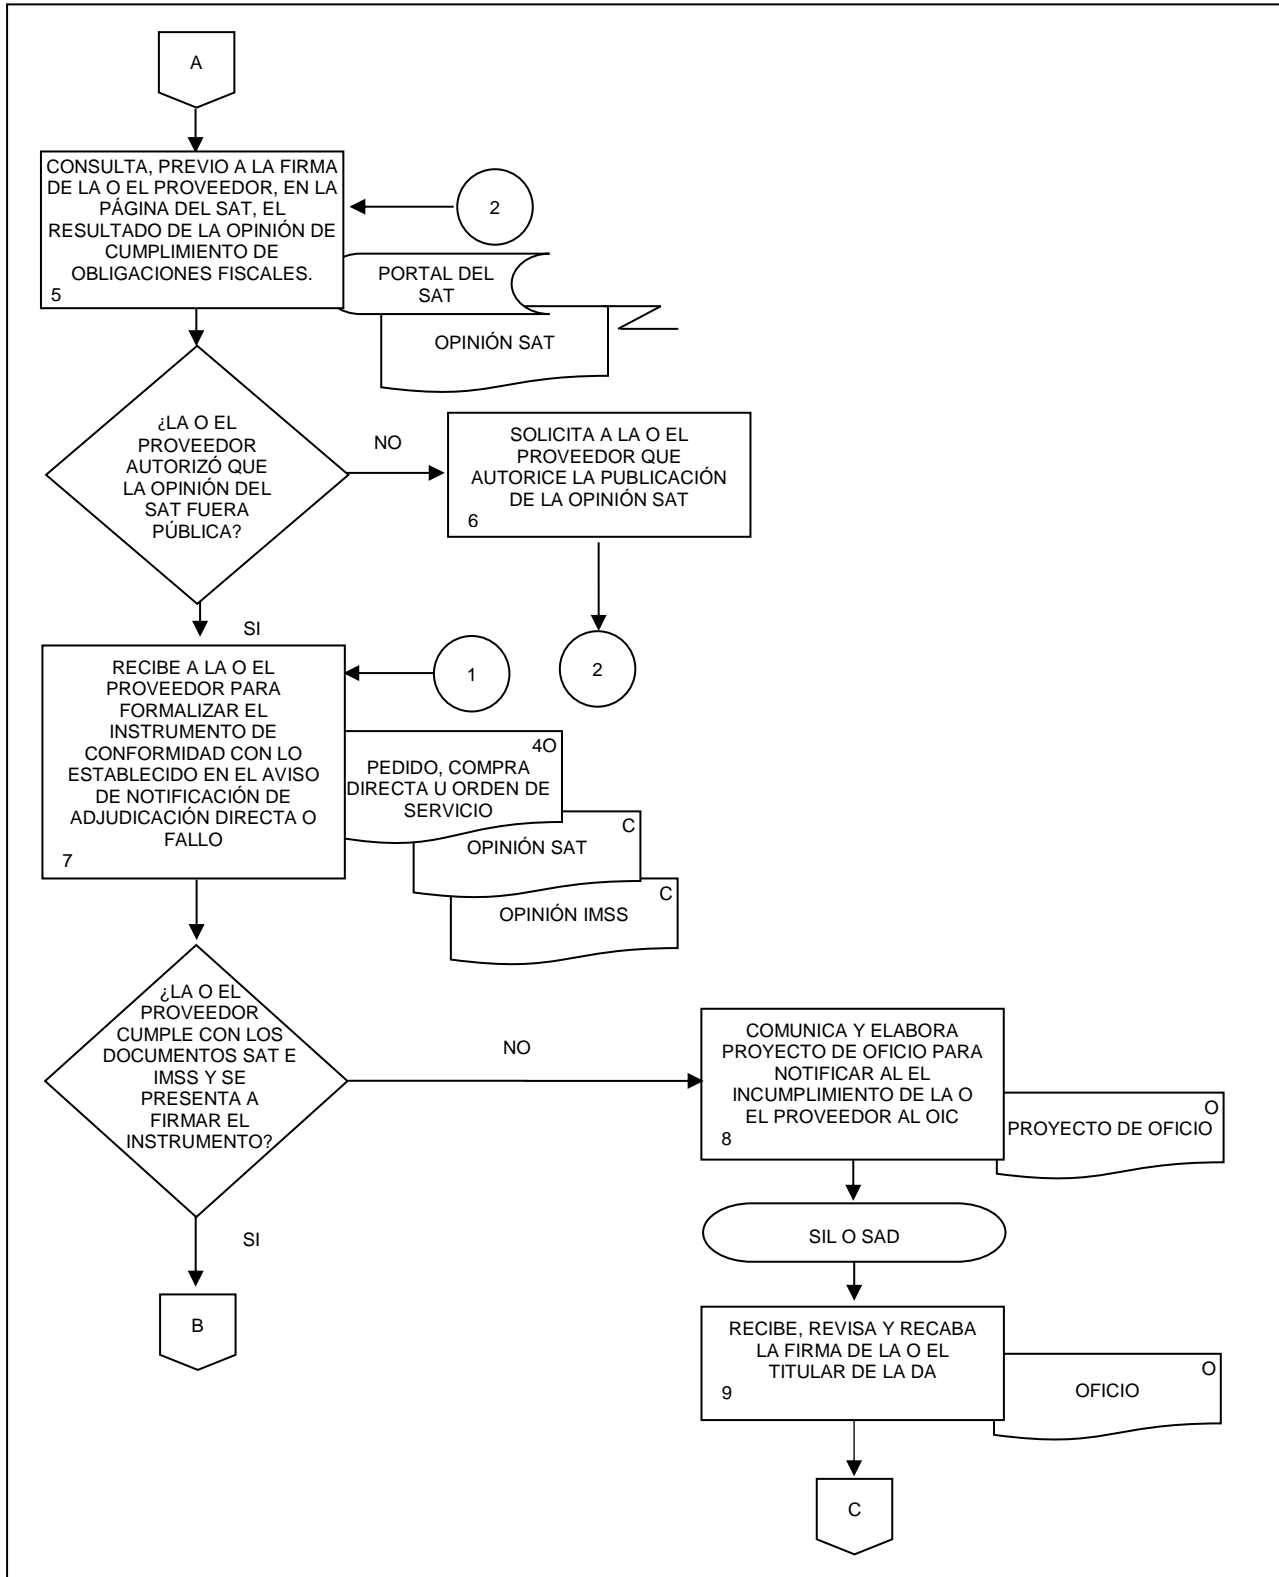 A
CONSULTA, PREVIO A LA FIRMA
DE LA O EL PROVEEDOR, EN LA
PÁGINA DEL SAT, EL
RESULTADO DE LA OPINIÓN DE
CUMPLIMIENTO DE
OBLIGACIONES FISCALES.
5
2
PORTAL DEL
SAT
OPINIÓN SAT
¿LA O EL
PROVEEDOR
AUTORIZÓ QUE
LA OPINIÓN DEL
SAT FUERA
PÚBLICA?
NO
SOLICITA A LA O EL
PROVEEDOR QUE
AUTORICE LA PUBLICACIÓN
DE LA OPINIÓN SAT
6
2
SI
RECIBE A LA O EL
PROVEEDOR PARA
FORMALIZAR EL
INSTRUMENTO DE
CONFORMIDAD CON LO
ESTABLECIDO EN EL AVISO
DE NOTIFICACIÓN DE
ADJUDICACIÓN DIRECTA O
FALLO
7
1
4O
PEDIDO, COMPRA
DIRECTA U ORDEN DE
SERVICIO
C
OPINIÓN SAT
C
OPINIÓN IMSS
¿LA O EL
PROVEEDOR
CUMPLE CON LOS
DOCUMENTOS SAT E
IMSS Y SE
PRESENTA A
FIRMAR EL
INSTRUMENTO?
NO
COMUNICA Y ELABORA
PROYECTO DE OFICIO PARA
NOTIFICAR AL EL
INCUMPLIMIENTO DE LA O
EL PROVEEDOR AL OIC
8
O
PROYECTO DE OFICIO
SIL O SAD
SI
B
RECIBE, REVISA Y RECABA
LA FIRMA DE LA O EL
TITULAR DE LA DA
9
O
OFICIO
C